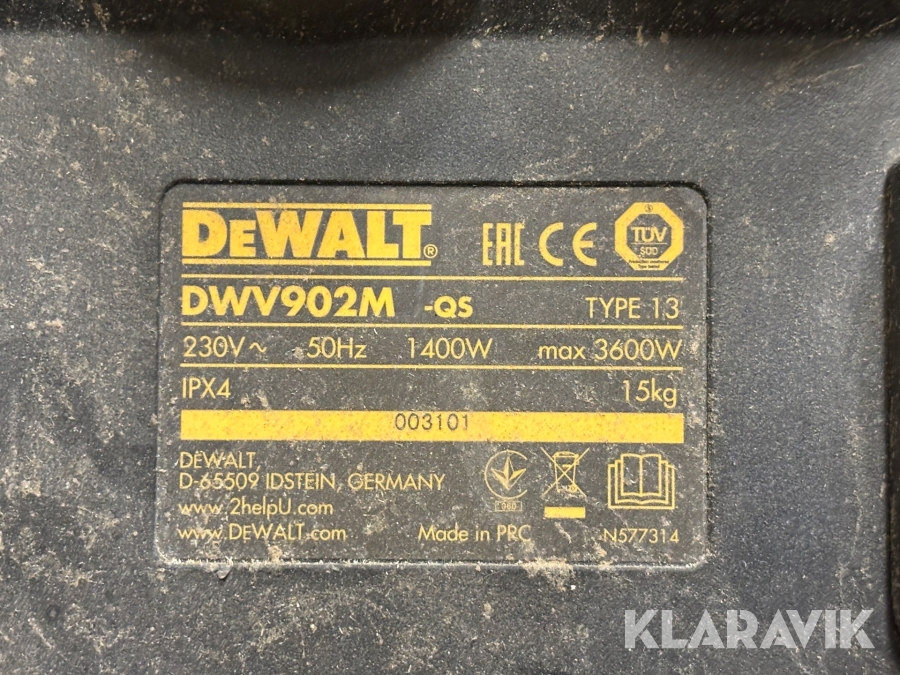 DEWALT® EAC CE TÜV SÜD
DWV902M -QS TYPE 13
230V~ 50Hz 1400W max 3600W
IPX4 15kg
003101
DEWALT,
D-65509 IDSTEIN, GERMANY
www.2helpU.com
www.DEWALT.com Made in PRC N577314
KLARAVIK